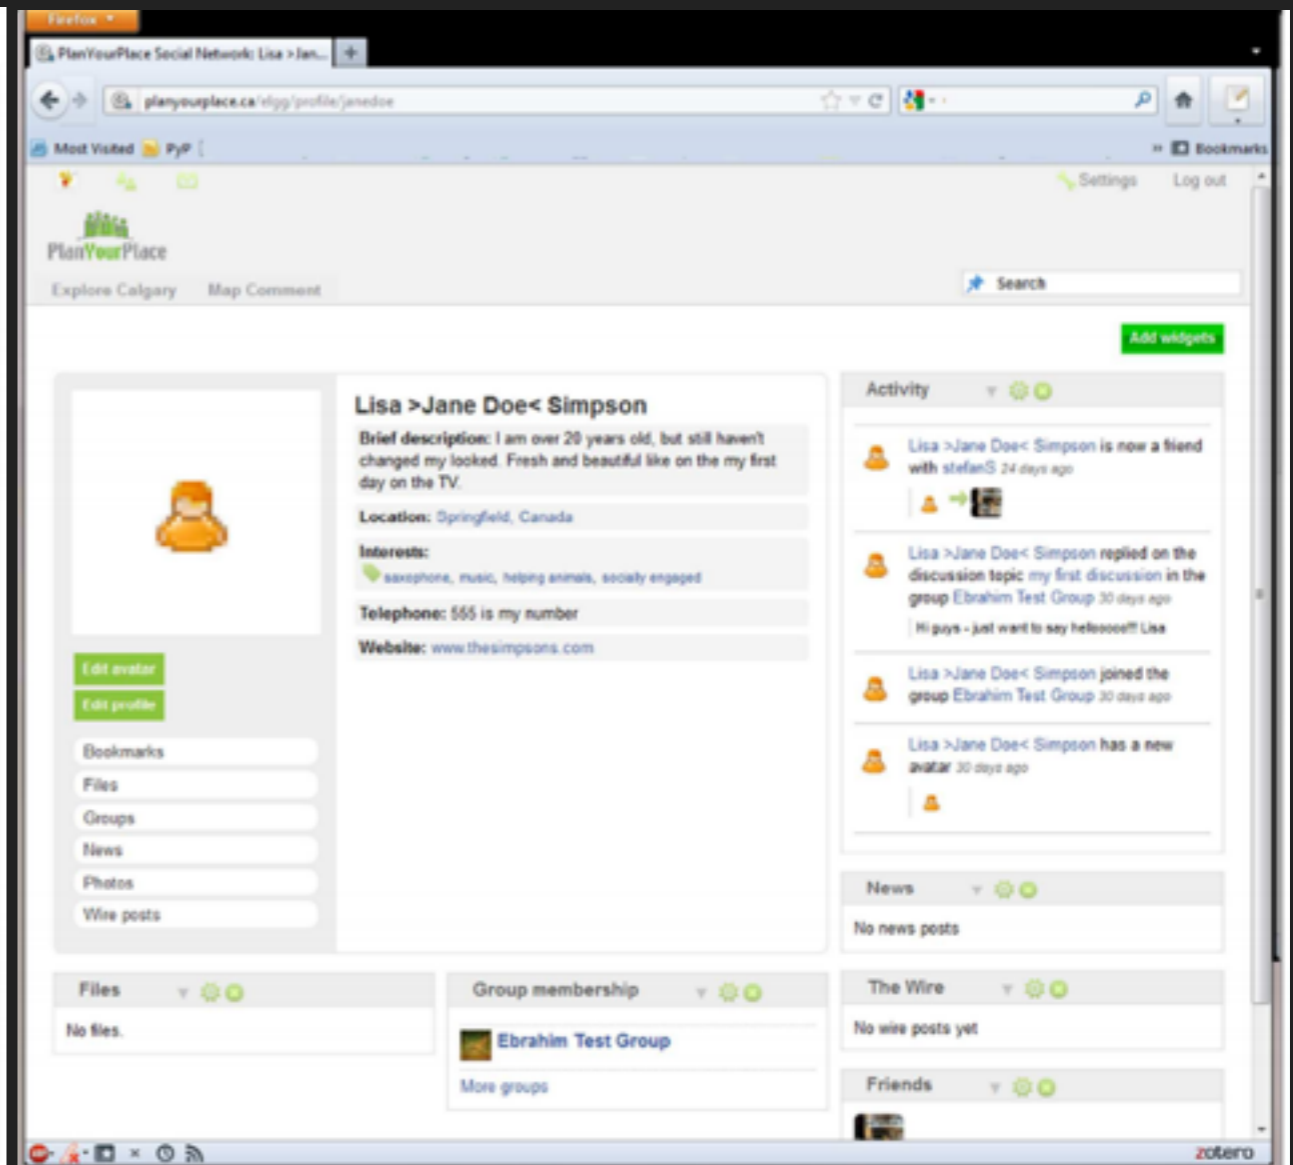 Firefox
PlanYourPlace Social Network: Lisa >Jan...
planyourplace.ca/elgg/profile/janedoe
Most Visited PyP
Bookmarks
Settings Log out
PlanYourPlace
Explore Calgary Map Comment
Search
Add widgets
Lisa >Jane Doe< Simpson
Brief description: I am over 20 years old, but still haven't
changed my looked. Fresh and beautiful like on the my first
day on the TV.
Location: Springfield, Canada
Interests:
saxophone, music, helping animals, socially engaged
Telephone: 555 is my number
Website: www.thesimpsons.com
Edit avatar
Edit profile
Bookmarks
Files
Groups
News
Photos
Wire posts
Activity
Lisa >Jane Doe< Simpson is now a friend
with stefanS 24 days ago
Lisa >Jane Doe< Simpson replied on the
discussion topic my first discussion in the
group Ebrahim Test Group 30 days ago
Hi guys - just want to say helloooo!!! Lisa
Lisa >Jane Doe< Simpson joined the
group Ebrahim Test Group 30 days ago
Lisa >Jane Doe< Simpson has a new
avatar 30 days ago
News
No news posts
Files
No files.
Group membership
Ebrahim Test Group
More groups
The Wire
No wire posts yet
Friends
zotero